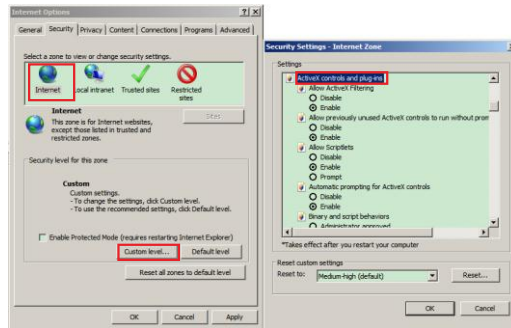 Internet Options
General Security Privacy Content Connections Programs Advanced
Select a zone to view or change security settings.
Internet Local intranet Trusted sites Restricted sites
Internet
This zone is for Internet websites,
except those listed in trusted and
restricted zones.
Sites
Security level for this zone
Custom
Custom settings.
- To change the settings, click Custom level.
- To use the recommended settings, click Default level.
Enable Protected Mode (requires restarting Internet Explorer)
Custom level... Default level
Reset all zones to default level
OK Cancel Apply
Security Settings - Internet Zone
Settings
ActiveX controls and plug-ins
Allow ActiveX Filtering
Disable
Enable
Allow previously unused ActiveX controls to run without prom
Disable
Enable
Allow Scriptlets
Disable
Enable
Prompt
Automatic prompting for ActiveX controls
Disable
Enable
Binary and script behaviors
Administrator approved
*Takes effect after you restart your computer
Reset custom settings
Reset to: Medium-high (default) Reset...
OK Cancel